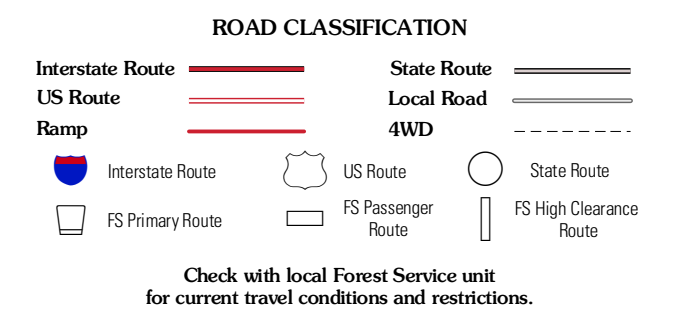 ROAD CLASSIFICATION
Interstate Route
State Route
US Route
Local Road
Ramp
4WD
Interstate Route
US Route
State Route
FS Primary Route
FS Passenger
Route
FS High Clearance
Route
Check with local Forest Service unit
for current travel conditions and restrictions.